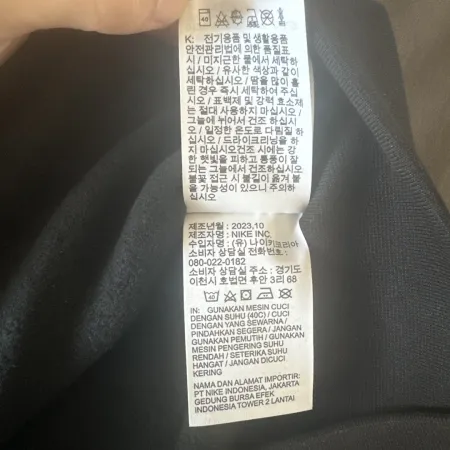 40
K: 전기용품 및 생활용품
안전관리법에 의한 품질표
시 / 미지근한 물에서 세탁하
십시오 / 유사한 색상과 같이
세탁하십시오 / 땀을 많이 흘
린 경우 즉시 세탁하여 주십
시오 / 표백제 및 강력 효소제
는 절대 사용하지 마십시오 /
그늘에 뉘어서 건조 하십시
오 / 일정한 온도로 다림질 하
십시오 / 드라이크리닝을 하
지 마십시오건조 시에는 강
한 햇빛을 피하고 통풍이 잘
되는 그늘에서 건조하십시오
불꽃 접근 시 불길이 옮겨 붙
을 가능성이 있으니 주의하
십시오
제조년월 : 2023.10
제조자명 : NIKE INC.
수입자명 : (유) 나이키코리아
소비자 상담실 전화번호 :
080-022-0182
소비자 상담실 주소 : 경기도
이천시 호법면 후안 3리 68
40
IN: GUNAKAN MESIN CUCI
DENGAN SUHU (40C) / CUCI
DENGAN YANG SEWARNA /
PINDAHKAN SEGERA / JANGAN
GUNAKAN PEMUTIH / GUNAKAN
MESIN PENGERING SUHU
RENDAH / SETERIKA SUHU
HANGAT / JANGAN DICUCI
KERING
NAMA DAN ALAMAT IMPORTIR:
PT NIKE INDONESIA, JAKARTA
GEDUNG BURSA EFEK
INDONESIA TOWER 2 LANTAI